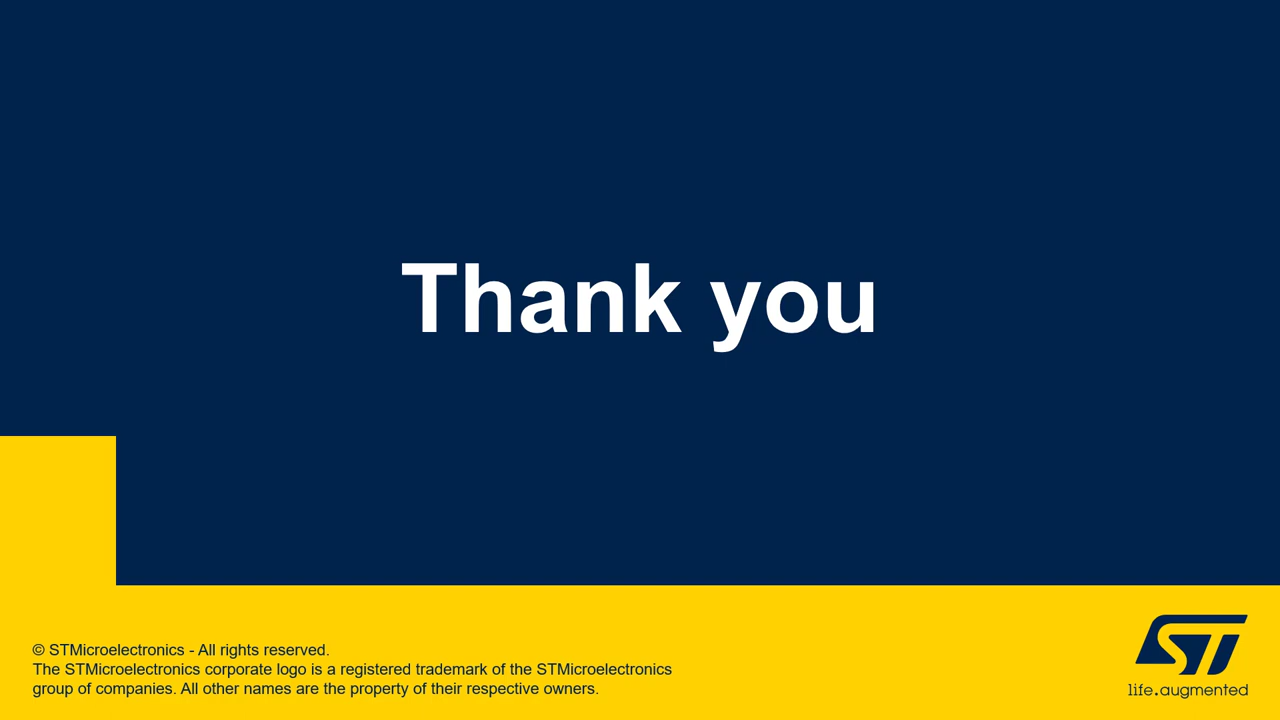 Thank you
© STMicroelectronics - All rights reserved.
The STMicroelectronics corporate logo is a registered trademark of the STMicroelectronics
group of companies. All other names are the property of their respective owners.
ST
life.augmented